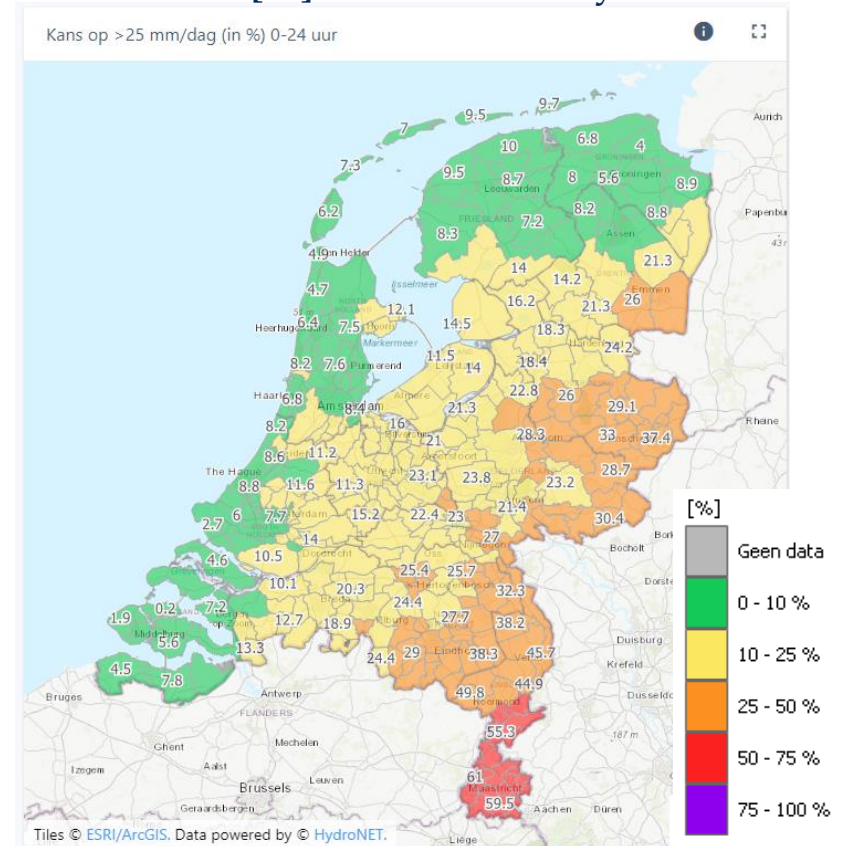 Kans op >25 mm/dag (in %) 0-24 uur
9.7
9.5
7
Aurich
10
6.8
4
GRONINGEN
7.3
9.5
8.7
8
5.6
Leeuwarden
8.9
6.2
8.2
8.8
FRIESLAND
7.2
Papenbu
8.3
Assen
4.9
Den Helder
21.3
14
14.2
IJsselmeer
4.7
Emmen
16.2
21.3
26
12.1
6.4
7.5
14.5
18.3
Markermeer
24.2
8.2
7.6
Purmerend
11.5
14
18.4
22.8
26
6.8
Amsterdam
8.4
Almere
21.3
29.1
Rheine
8.2
16
21
28.3
33
37.4
8.6
11.2
The Hague
23.1
23.8
28.7
8.8
11.6
11.3
23.2
21.4
2.7
6
7.7
15.2
22.4
23
30.4
[%]
14
27
Bocholt
4.6
10.5
Dordrecht
Oss
Geen data
10.1
25.4
25.7
's-Hertogenbosch
20.3
32.3
0 - 10 %
0.2
7.2
24.4
1.9
12.7
18.9
27.7
38.2
Middelburg
5.6
Duisburg
10 - 25 %
13.3
24.4
29
38.3
45.7
Krefeld
4.5
7.8
44.9
Bruges
Antwerp
49.8
25 - 50 %
FLANDERS
Roermond
55.3
187 m
Ghent
Mechelen
50 - 75 %
Izegem
Aalst
61
Leuven
Maastricht
Brussels
59.5
Aachen
Düren
75 - 100 %
Geraardsbergen
Liège
Tiles © ESRI/ArcGIS. Data powered by © HydroNET.